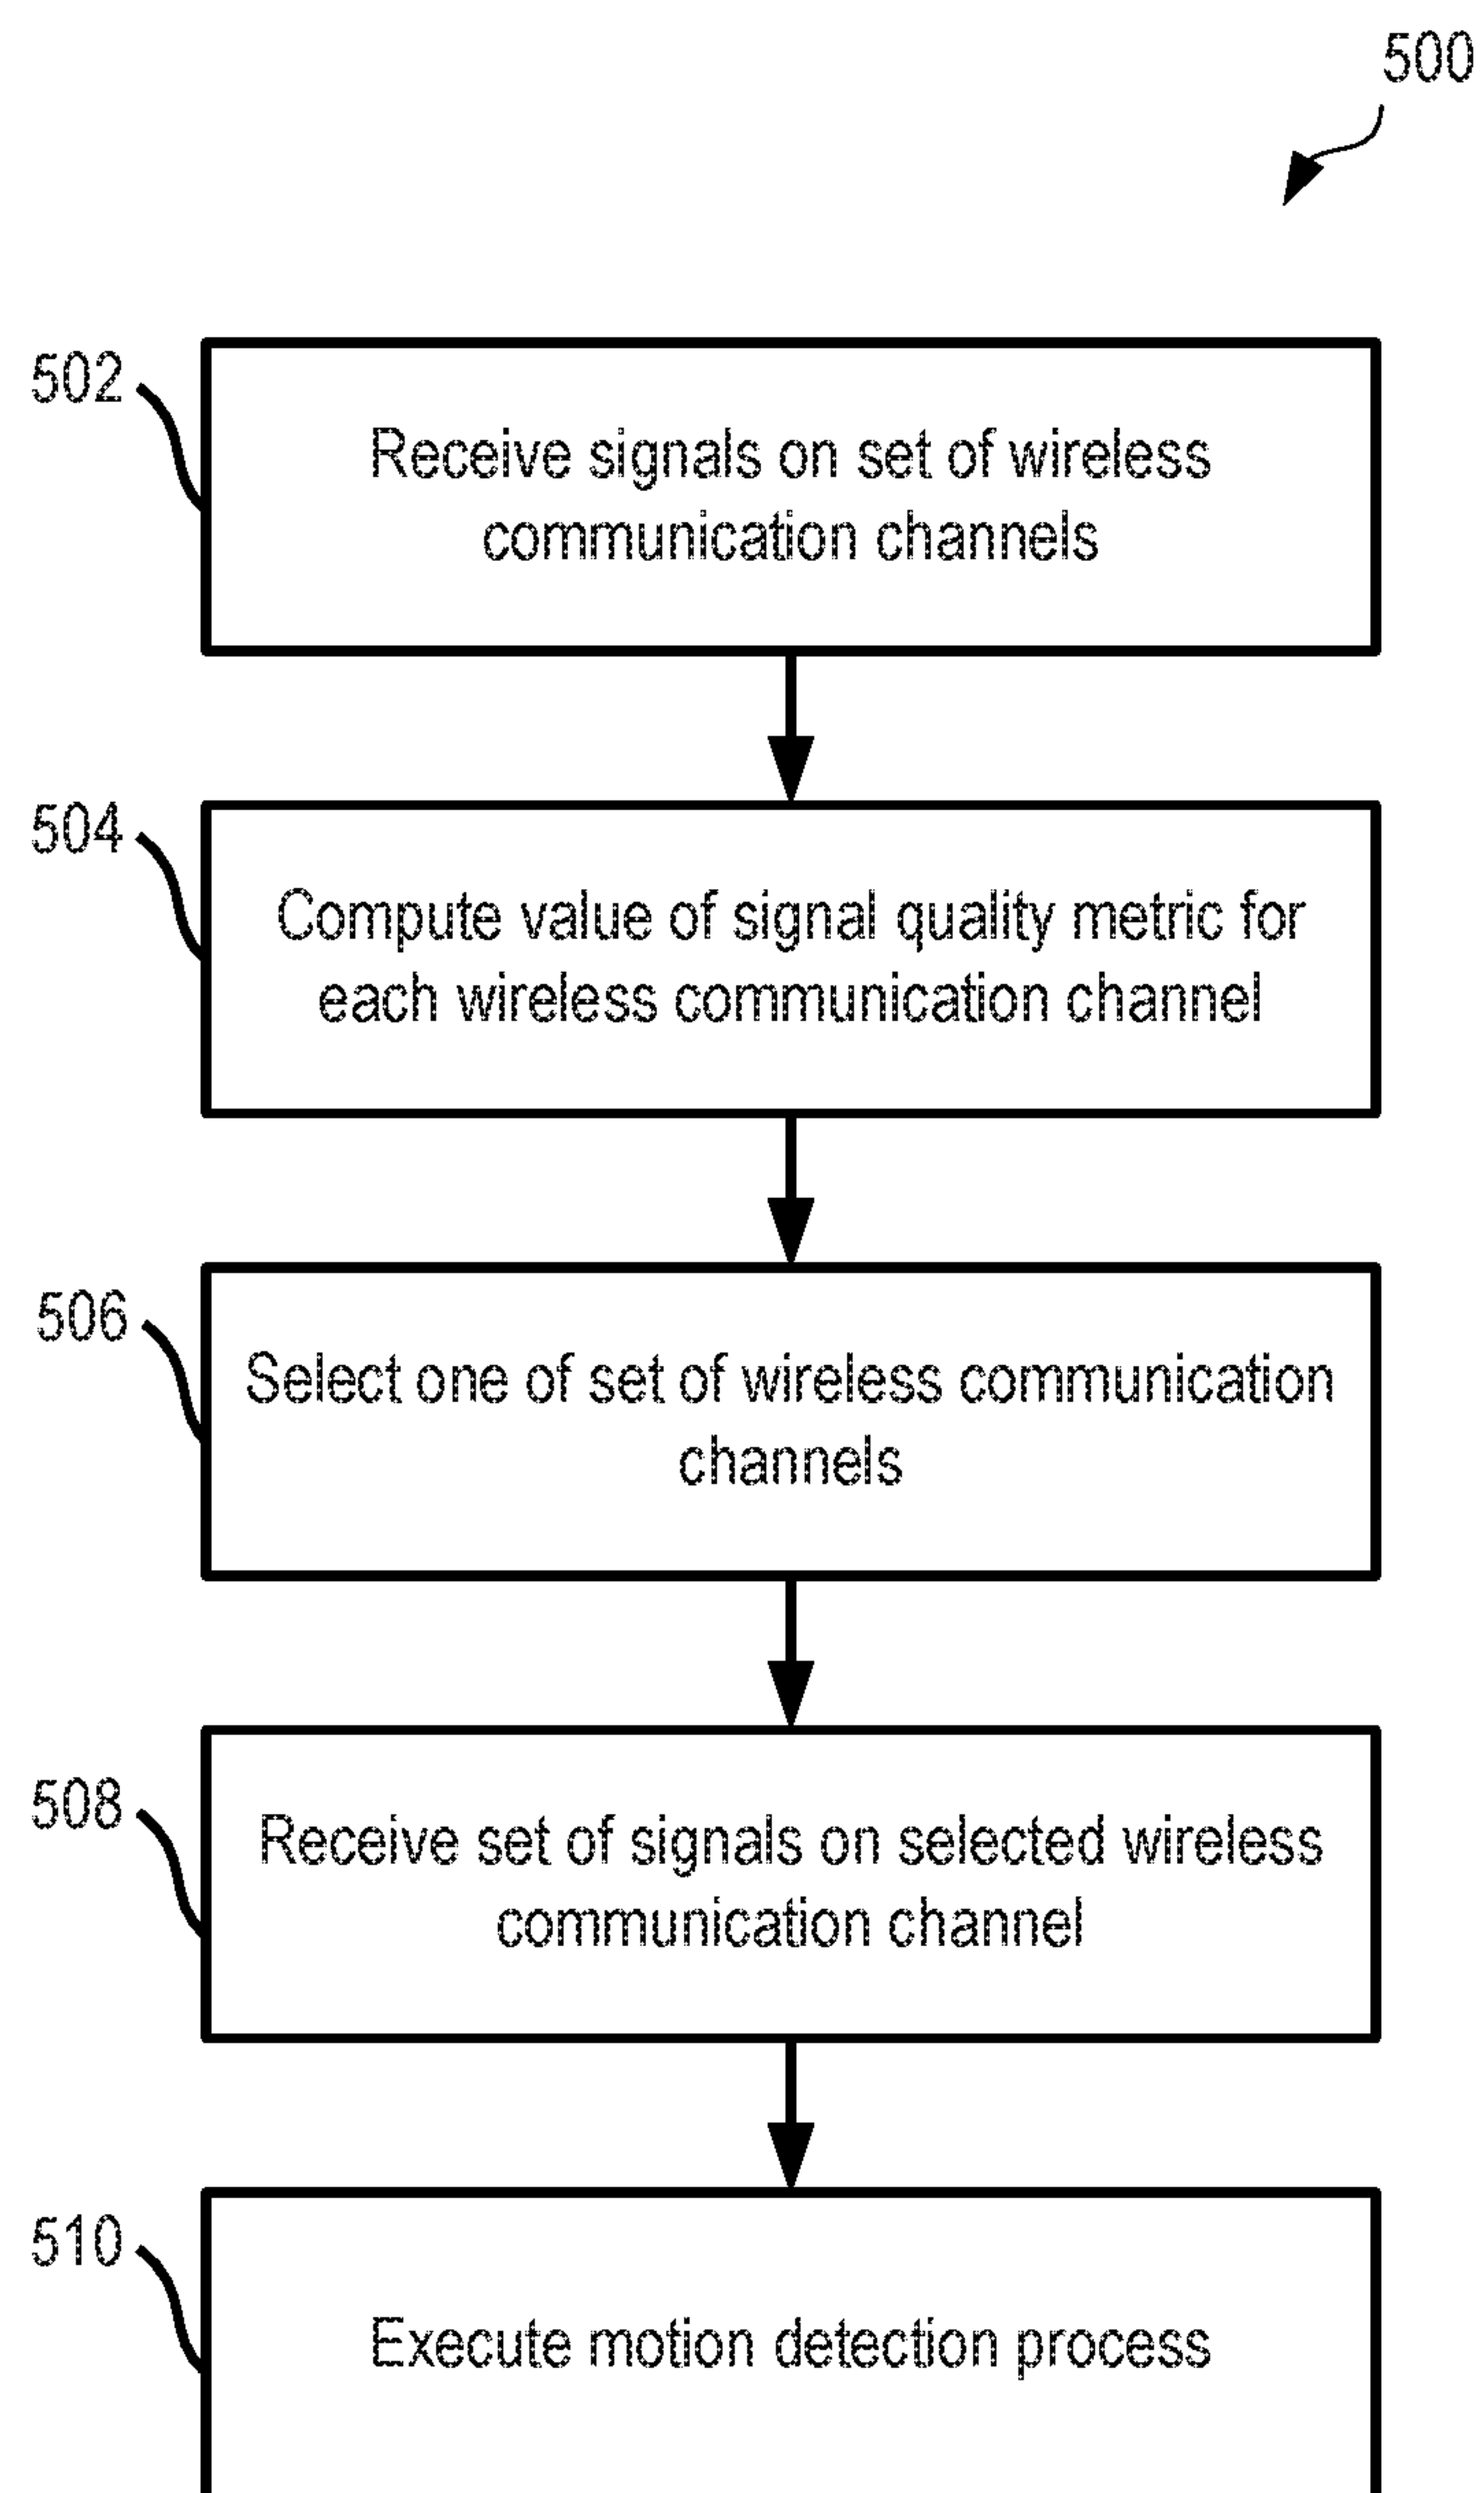 500
502
Receive signals on set of wireless
communication channels
504
Compute value of signal quality metric for
each wireless communication channel
506
Select one of set of wireless communication
channels
508
Receive set of signals on selected wireless
communication channel
510
Execute motion detection process